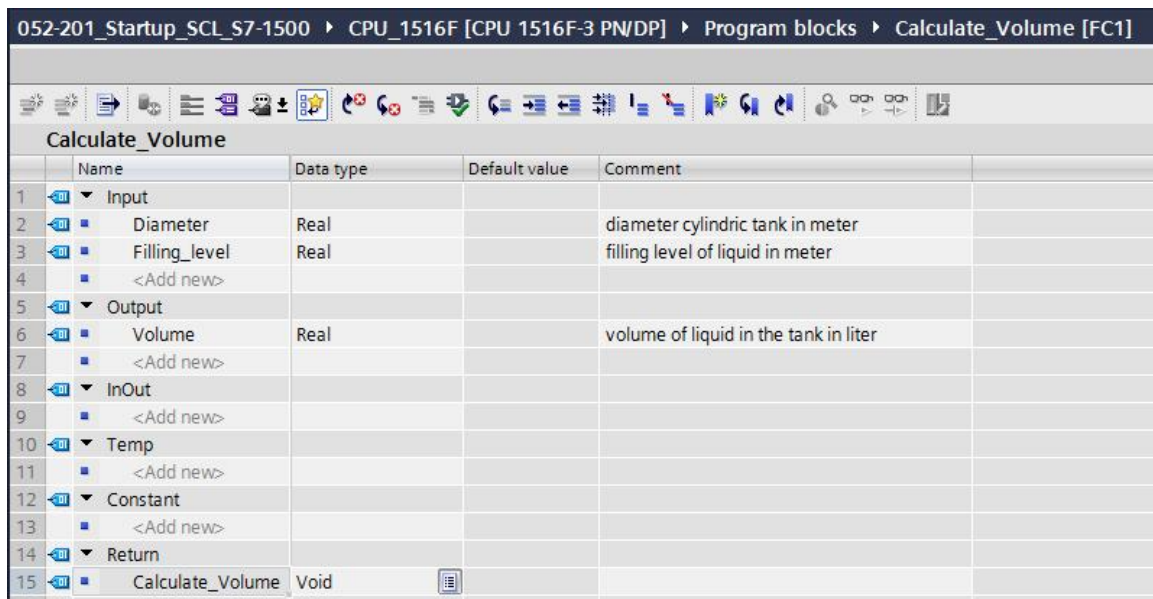 052-201_Startup_SCL_S7-1500 ▸ CPU_1516F [CPU 1516F-3 PN/DP] ▸ Program blocks ▸ Calculate_Volume [FC1]
Calculate_Volume
Name Data type Default value Comment
1 Input
2 Diameter Real diameter cylindric tank in meter
3 Filling_level Real filling level of liquid in meter
4 <Add new>
5 Output
6 Volume Real volume of liquid in the tank in liter
7 <Add new>
8 InOut
9 <Add new>
10 Temp
11 <Add new>
12 Constant
13 <Add new>
14 Return
15 Calculate_Volume Void